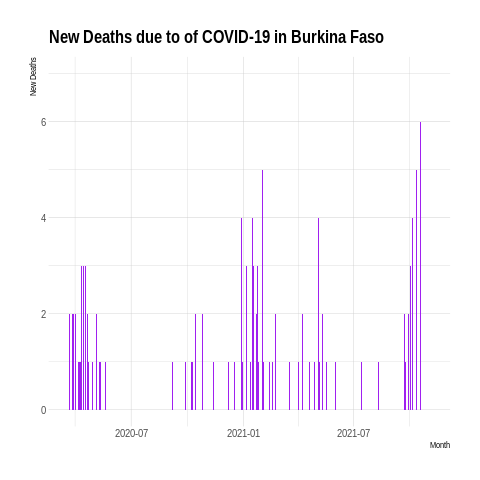 New Deaths due to of COVID-19 in Burkina Faso
New Deaths
6
4
2
0
2020-07 2021-01 2021-07
Month